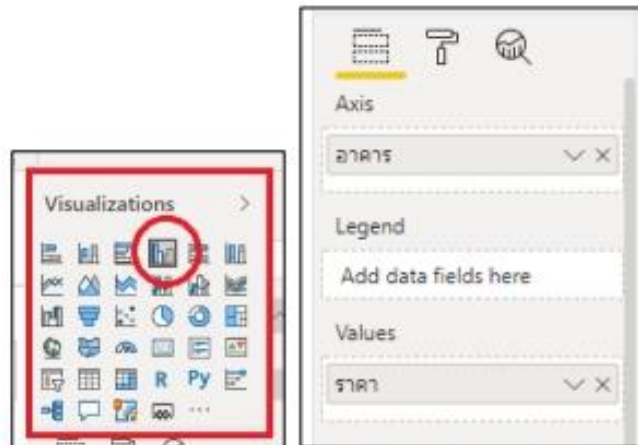 Visualizations
R
Py
Axis
อาคาร
Legend
Add data fields here
Values
ราคา